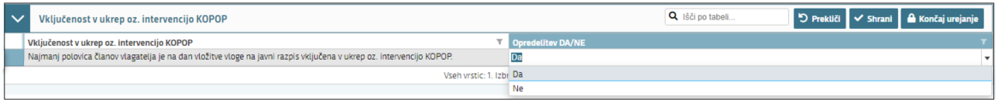 Vključenost v ukrep oz. intervencijo KOPOP
Išči po tabeli...
Prekliči
Shrani
Končaj urejanje
Vključenost v ukrep oz. intervencijo KOPOP
Opredelitev DA/NE
Najmanj polovica članov vlagatelja je na dan vložitve vloge na javni razpis vključena v ukrep oz. intervencijo KOPOP.
Da
Vseh vrstic: 1. Izbr
Da
Ne